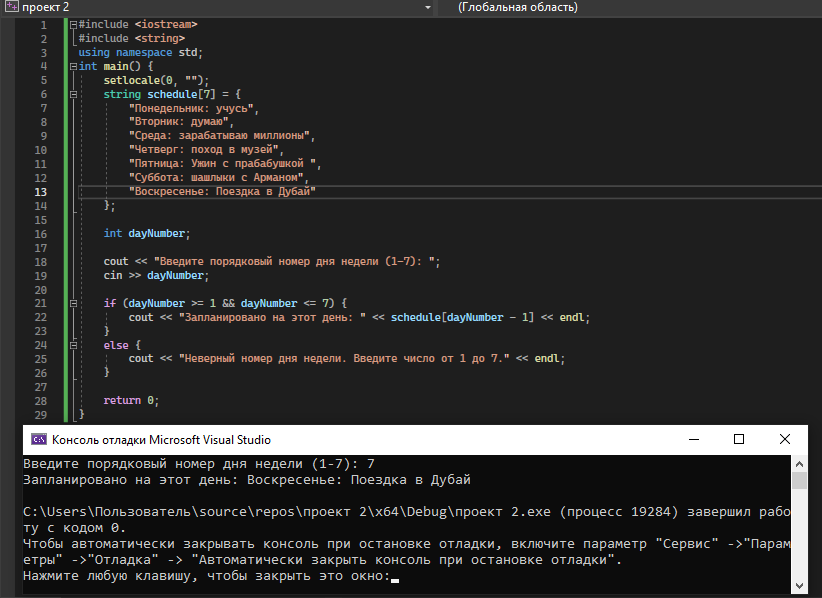 проект 2 (Глобальная область)
1 #include <iostream>
2 #include <string>
3 using namespace std;
4 int main() {
5 setlocale(0, "");
6 string schedule[7] = {
7 "Понедельник: учусь",
8 "Вторник: думаю",
9 "Среда: зарабатываю миллионы",
10 "Четверг: поход в музей",
11 "Пятница: Ужин с прабабушкой ",
12 "Суббота: шашлыки с Арманом",
13 "Воскресенье: Поездка в Дубай"
14 };
15
16 int dayNumber;
17
18 cout << "Введите порядковый номер дня недели (1-7): ";
19 cin >> dayNumber;
20
21 if (dayNumber >= 1 && dayNumber <= 7) {
22 cout << "Запланировано на этот день: " << schedule[dayNumber - 1] << endl;
23 }
24 else {
25 cout << "Неверный номер дня недели. Введите число от 1 до 7." << endl;
26 }
27
28 return 0;
29 }
C:\ Консоль отладки Microsoft Visual Studio
Введите порядковый номер дня недели (1-7): 7
Запланировано на этот день: Воскресенье: Поездка в Дубай
C:\Users\Пользователь\source\repos\проект 2\x64\Debug\проект 2.exe (процесс 19284) завершил рабо
ту с кодом 0.
Чтобы автоматически закрывать консоль при остановке отладки, включите параметр "Сервис" ->"Парам
етры" ->"Отладка" -> "Автоматически закрыть консоль при остановке отладки".
Нажмите любую клавишу, чтобы закрыть это окно: